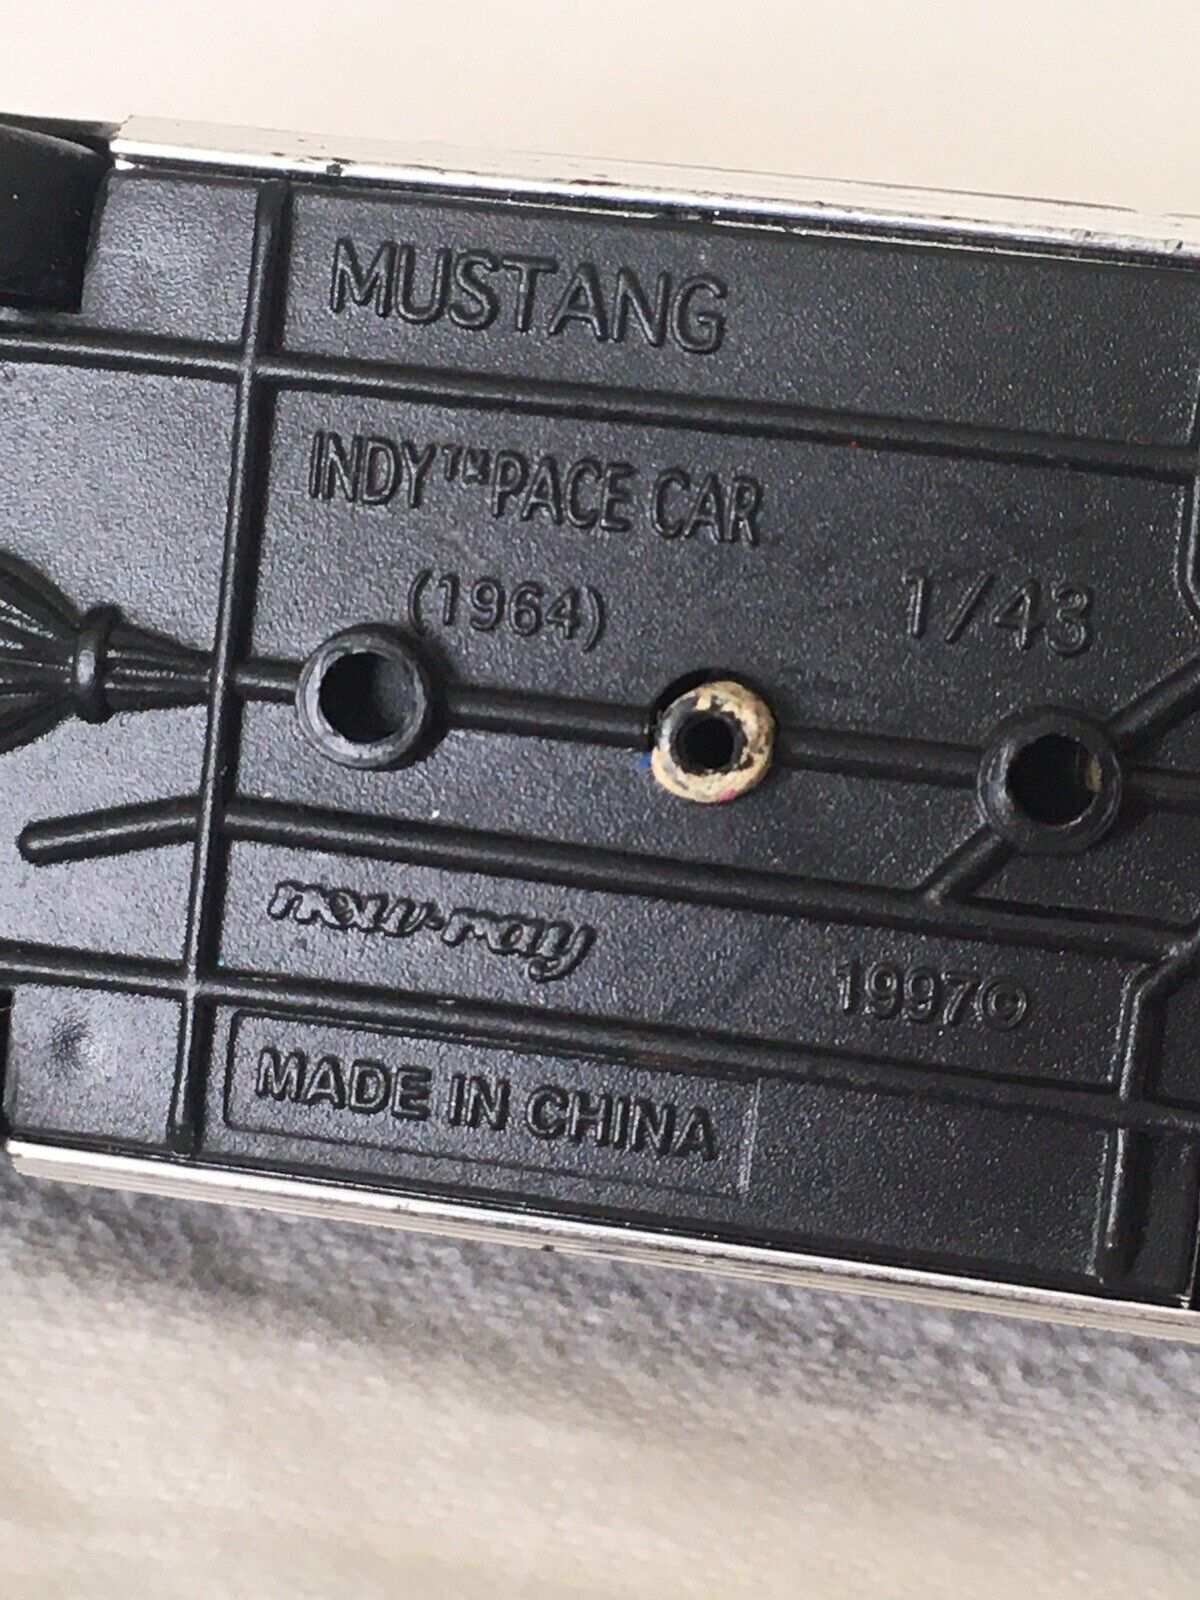 MUSTANG
INDY™ PACE CAR
(1964)
1/43
new-ray
1997©
MADE IN CHINA